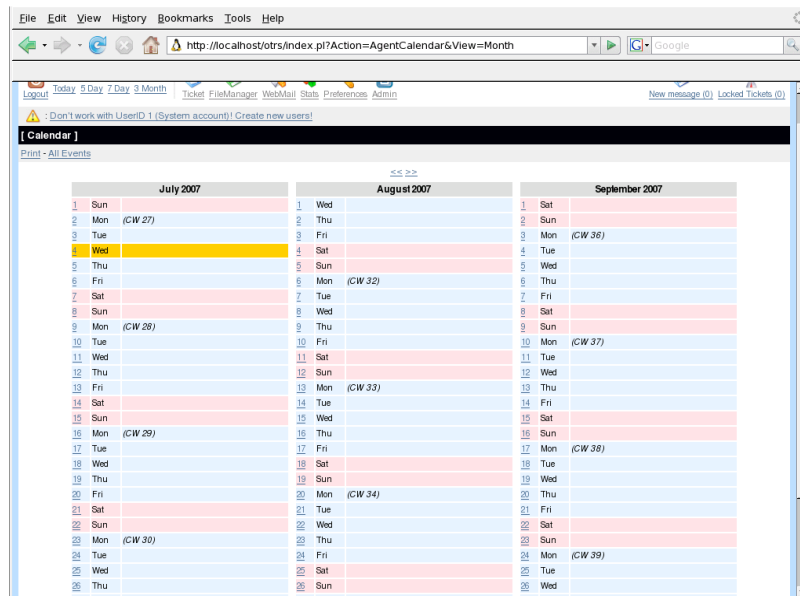 File Edit View History Bookmarks Tools Help
http://localhost/otrs/index.pl?Action=AgentCalendar&View=Month
G Google
Logout Today 5 Day 7 Day 3 Month Ticket FileManager WebMail Stats Preferences Admin New message (0) Locked Tickets (0)
: Don't work with UserID 1 (System account)! Create new users!
[ Calendar ]
Print - All Events
<< >>
July 2007 August 2007 September 2007
1 Sun 1 Wed 1 Sat
2 Mon (CW 27) 2 Thu 2 Sun
3 Tue 3 Fri 3 Mon (CW 36)
4 Wed 4 Sat 4 Tue
5 Thu 5 Sun 5 Wed
6 Fri 6 Mon (CW 32) 6 Thu
7 Sat 7 Tue 7 Fri
8 Sun 8 Wed 8 Sat
9 Mon (CW 28) 9 Thu 9 Sun
10 Tue 10 Fri 10 Mon (CW 37)
11 Wed 11 Sat 11 Tue
12 Thu 12 Sun 12 Wed
13 Fri 13 Mon (CW 33) 13 Thu
14 Sat 14 Tue 14 Fri
15 Sun 15 Wed 15 Sat
16 Mon (CW 29) 16 Thu 16 Sun
17 Tue 17 Fri 17 Mon (CW 38)
18 Wed 18 Sat 18 Tue
19 Thu 19 Sun 19 Wed
20 Fri 20 Mon (CW 34) 20 Thu
21 Sat 21 Tue 21 Fri
22 Sun 22 Wed 22 Sat
23 Mon (CW 30) 23 Thu 23 Sun
24 Tue 24 Fri 24 Mon (CW 39)
25 Wed 25 Sat 25 Tue
26 Thu 26 Sun 26 Wed